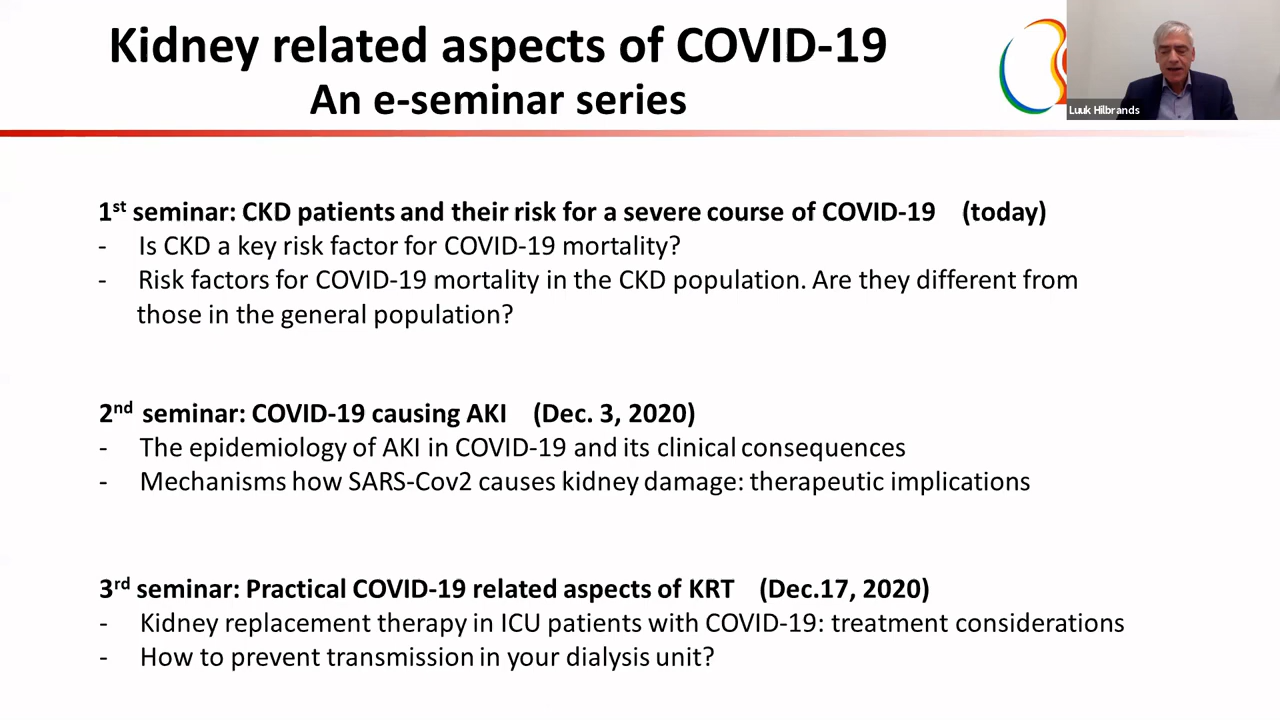 Kidney related aspects of COVID-19
An e-seminar series
Luuk Hilbrands
1st seminar: CKD patients and their risk for a severe course of COVID-19 (today)
- Is CKD a key risk factor for COVID-19 mortality?
- Risk factors for COVID-19 mortality in the CKD population. Are they different from
those in the general population?
2nd seminar: COVID-19 causing AKI (Dec. 3, 2020)
- The epidemiology of AKI in COVID-19 and its clinical consequences
- Mechanisms how SARS-Cov2 causes kidney damage: therapeutic implications
3rd seminar: Practical COVID-19 related aspects of KRT (Dec.17, 2020)
- Kidney replacement therapy in ICU patients with COVID-19: treatment considerations
- How to prevent transmission in your dialysis unit?